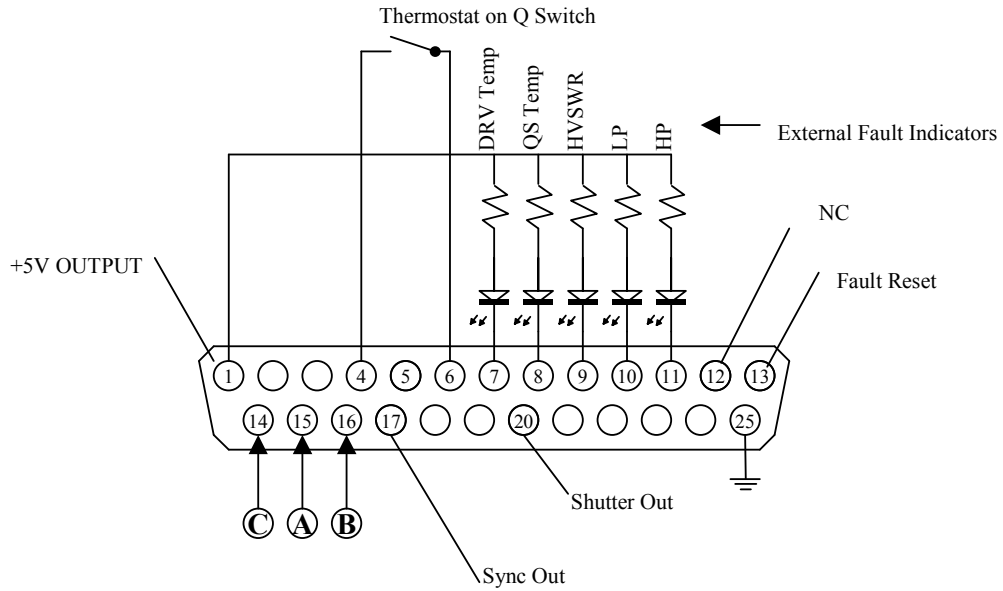 Thermostat on Q Switch
DRV Temp
QS Temp
HVSWR
LP
HP
External Fault Indicators
NC
+5V OUTPUT
Fault Reset
1 4 5 6 7 8 9 10 11 12 13
14 15 16 17 20 25
Shutter Out
C A B
Sync Out